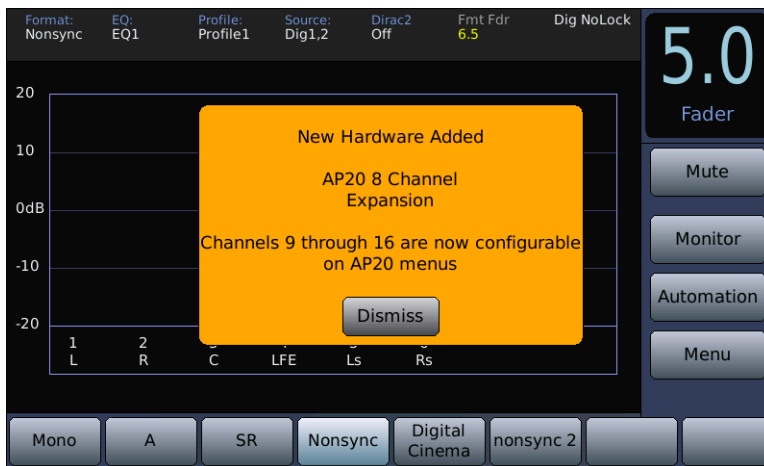 Format: EQ: Profile: Source: Dirac2 Fmt Fdr Dig NoLock
Nonsync EQ1 Profile1 Dig1,2 Off 6.5
5.0
Fader
20
10
0dB
-10
-20
New Hardware Added
AP20 8 Channel
Expansion
Channels 9 through 16 are now configurable
on AP20 menus
Dismiss
1 2
L R C LFE Ls Rs
Mute
Monitor
Automation
Menu
Mono
A
SR
Nonsync
Digital
Cinema
nonsync 2